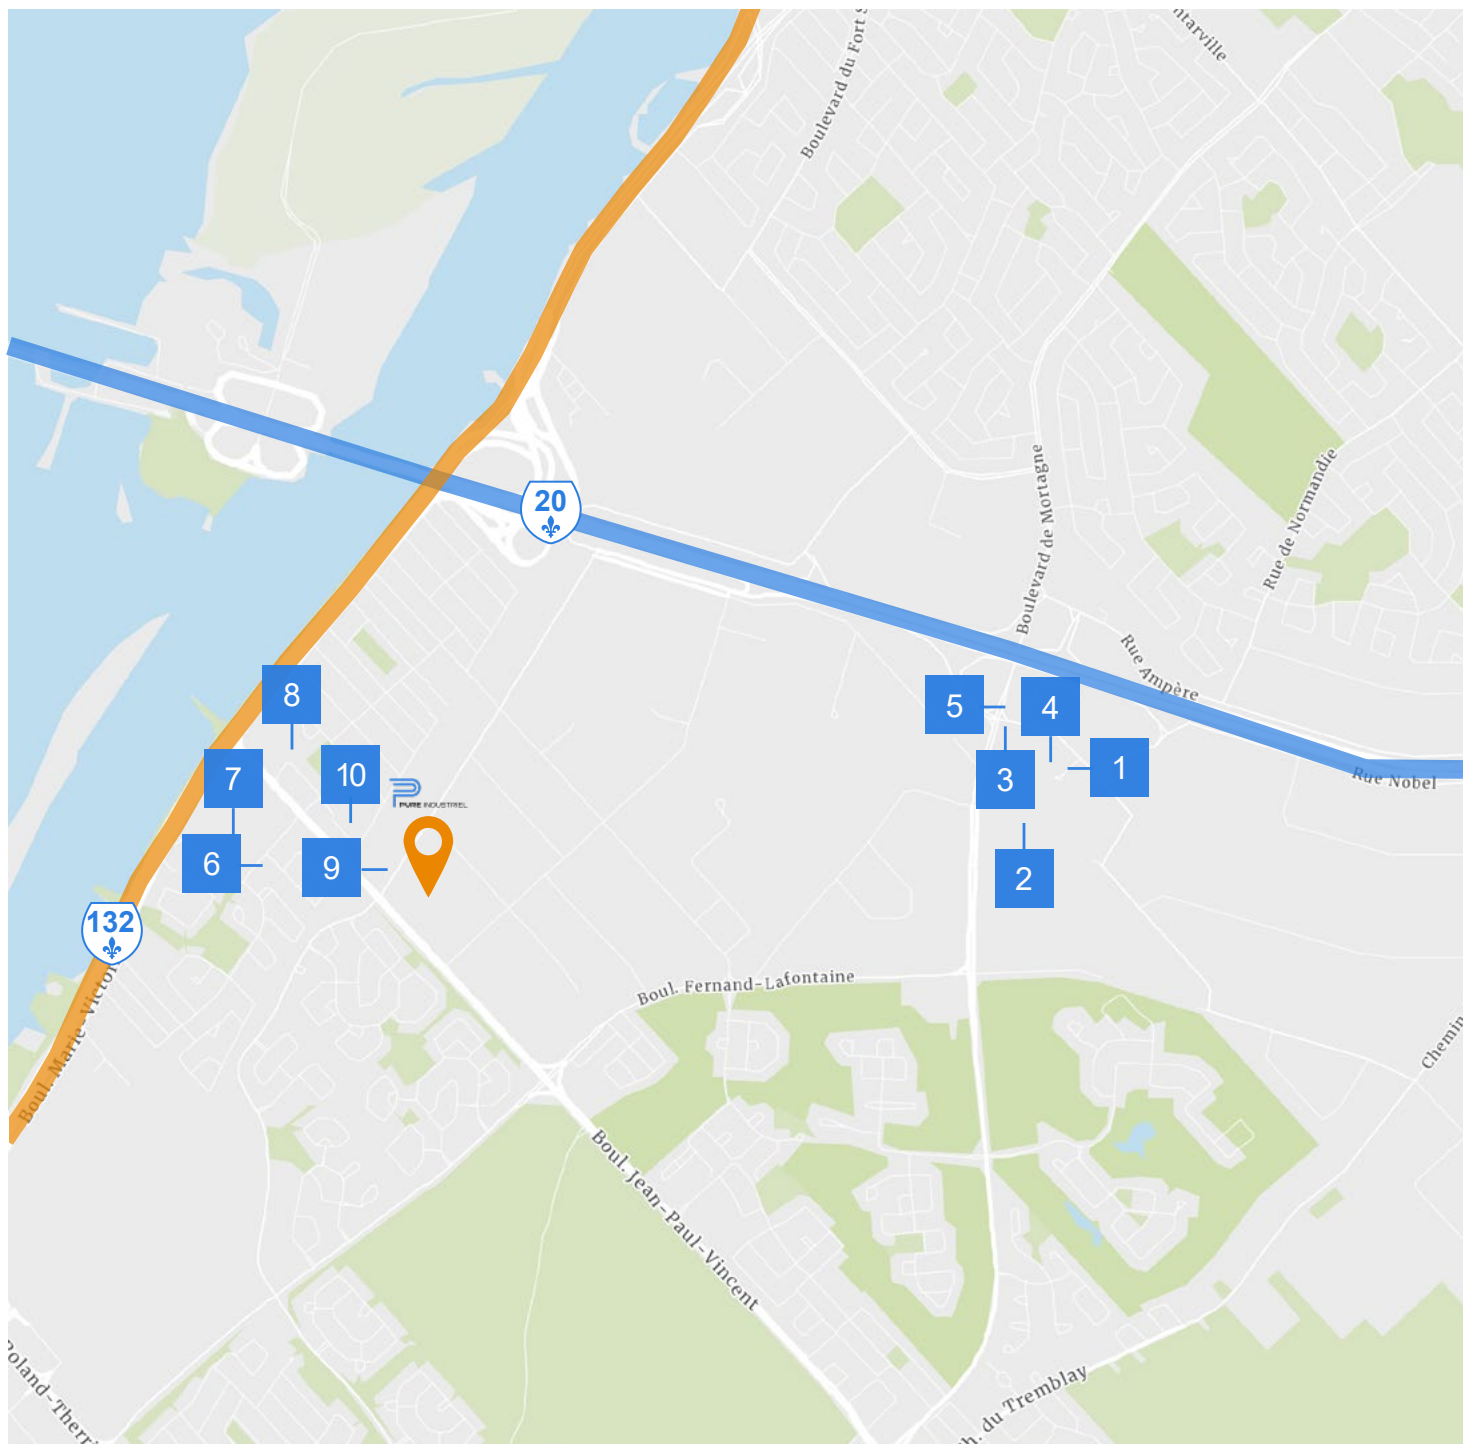 ntarville
Boulevard du Fort S
Boulevard de Mortagne
Rue de Normandie
20
Rue Ampère
8
5
4
7
10
3
1
Rue Nobel
PURE INDUSTRIEL
6
9
2
132
Boul. Marie-Victor
Boul. Fernand-Lafontaine
Chemin
Boul. Jean-Paul-Vincent
Roland-Therri
h. du Tremblay